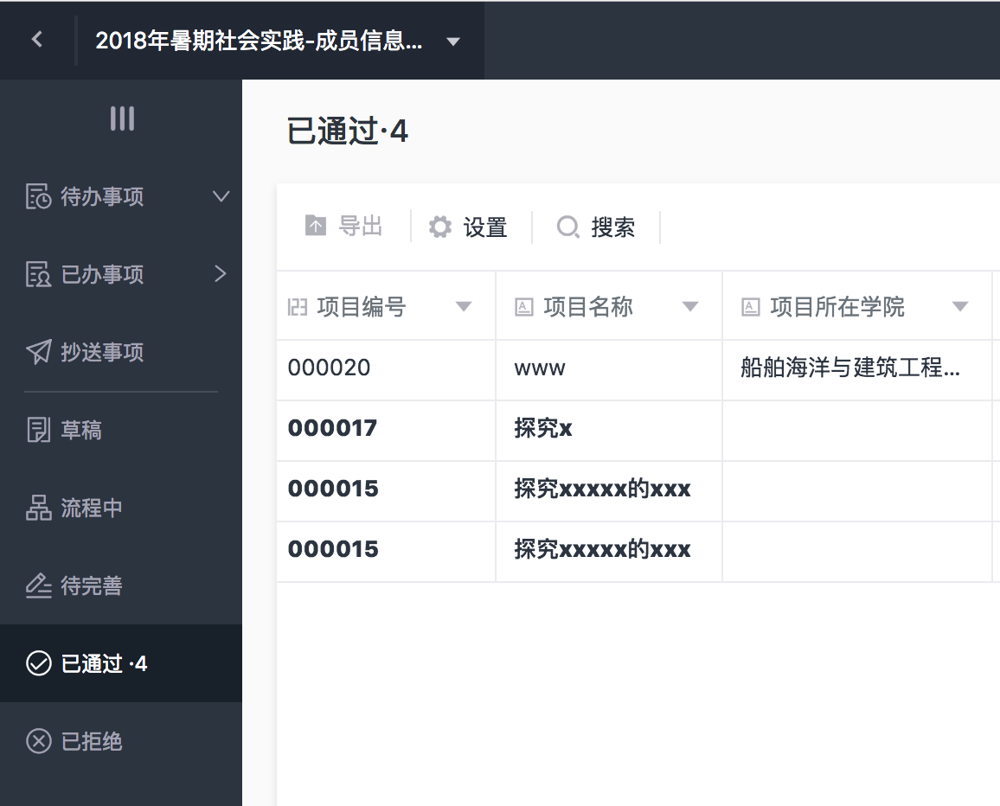 2018年暑期社会实践-成员信息...
待办事项
已办事项
抄送事项
草稿
流程中
待完善
已通过 ·4
已拒绝
已通过·4
导出 设置 搜索
项目编号 项目名称 项目所在学院
000020 www 船舶海洋与建筑工程...
000017 探究x
000015 探究xxxxx的xxx
000015 探究xxxxx的xxx